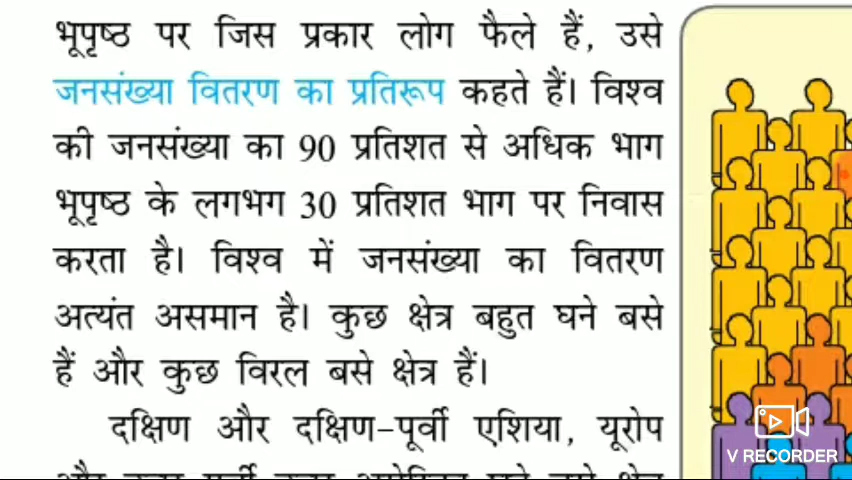 भूपृष्ठ पर जिस प्रकार लोग फैले हैं, उसे
जनसंख्या वितरण का प्रतिरूप कहते हैं। विश्व
की जनसंख्या का 90 प्रतिशत से अधिक भाग
भूपृष्ठ के लगभग 30 प्रतिशत भाग पर निवास
करता है। विश्व में जनसंख्या का वितरण
अत्यंत असमान है। कुछ क्षेत्र बहुत घने बसे
हैं और कुछ विरल बसे क्षेत्र हैं।
दक्षिण और दक्षिण-पूर्वी एशिया, यूरोप
V RECORDER